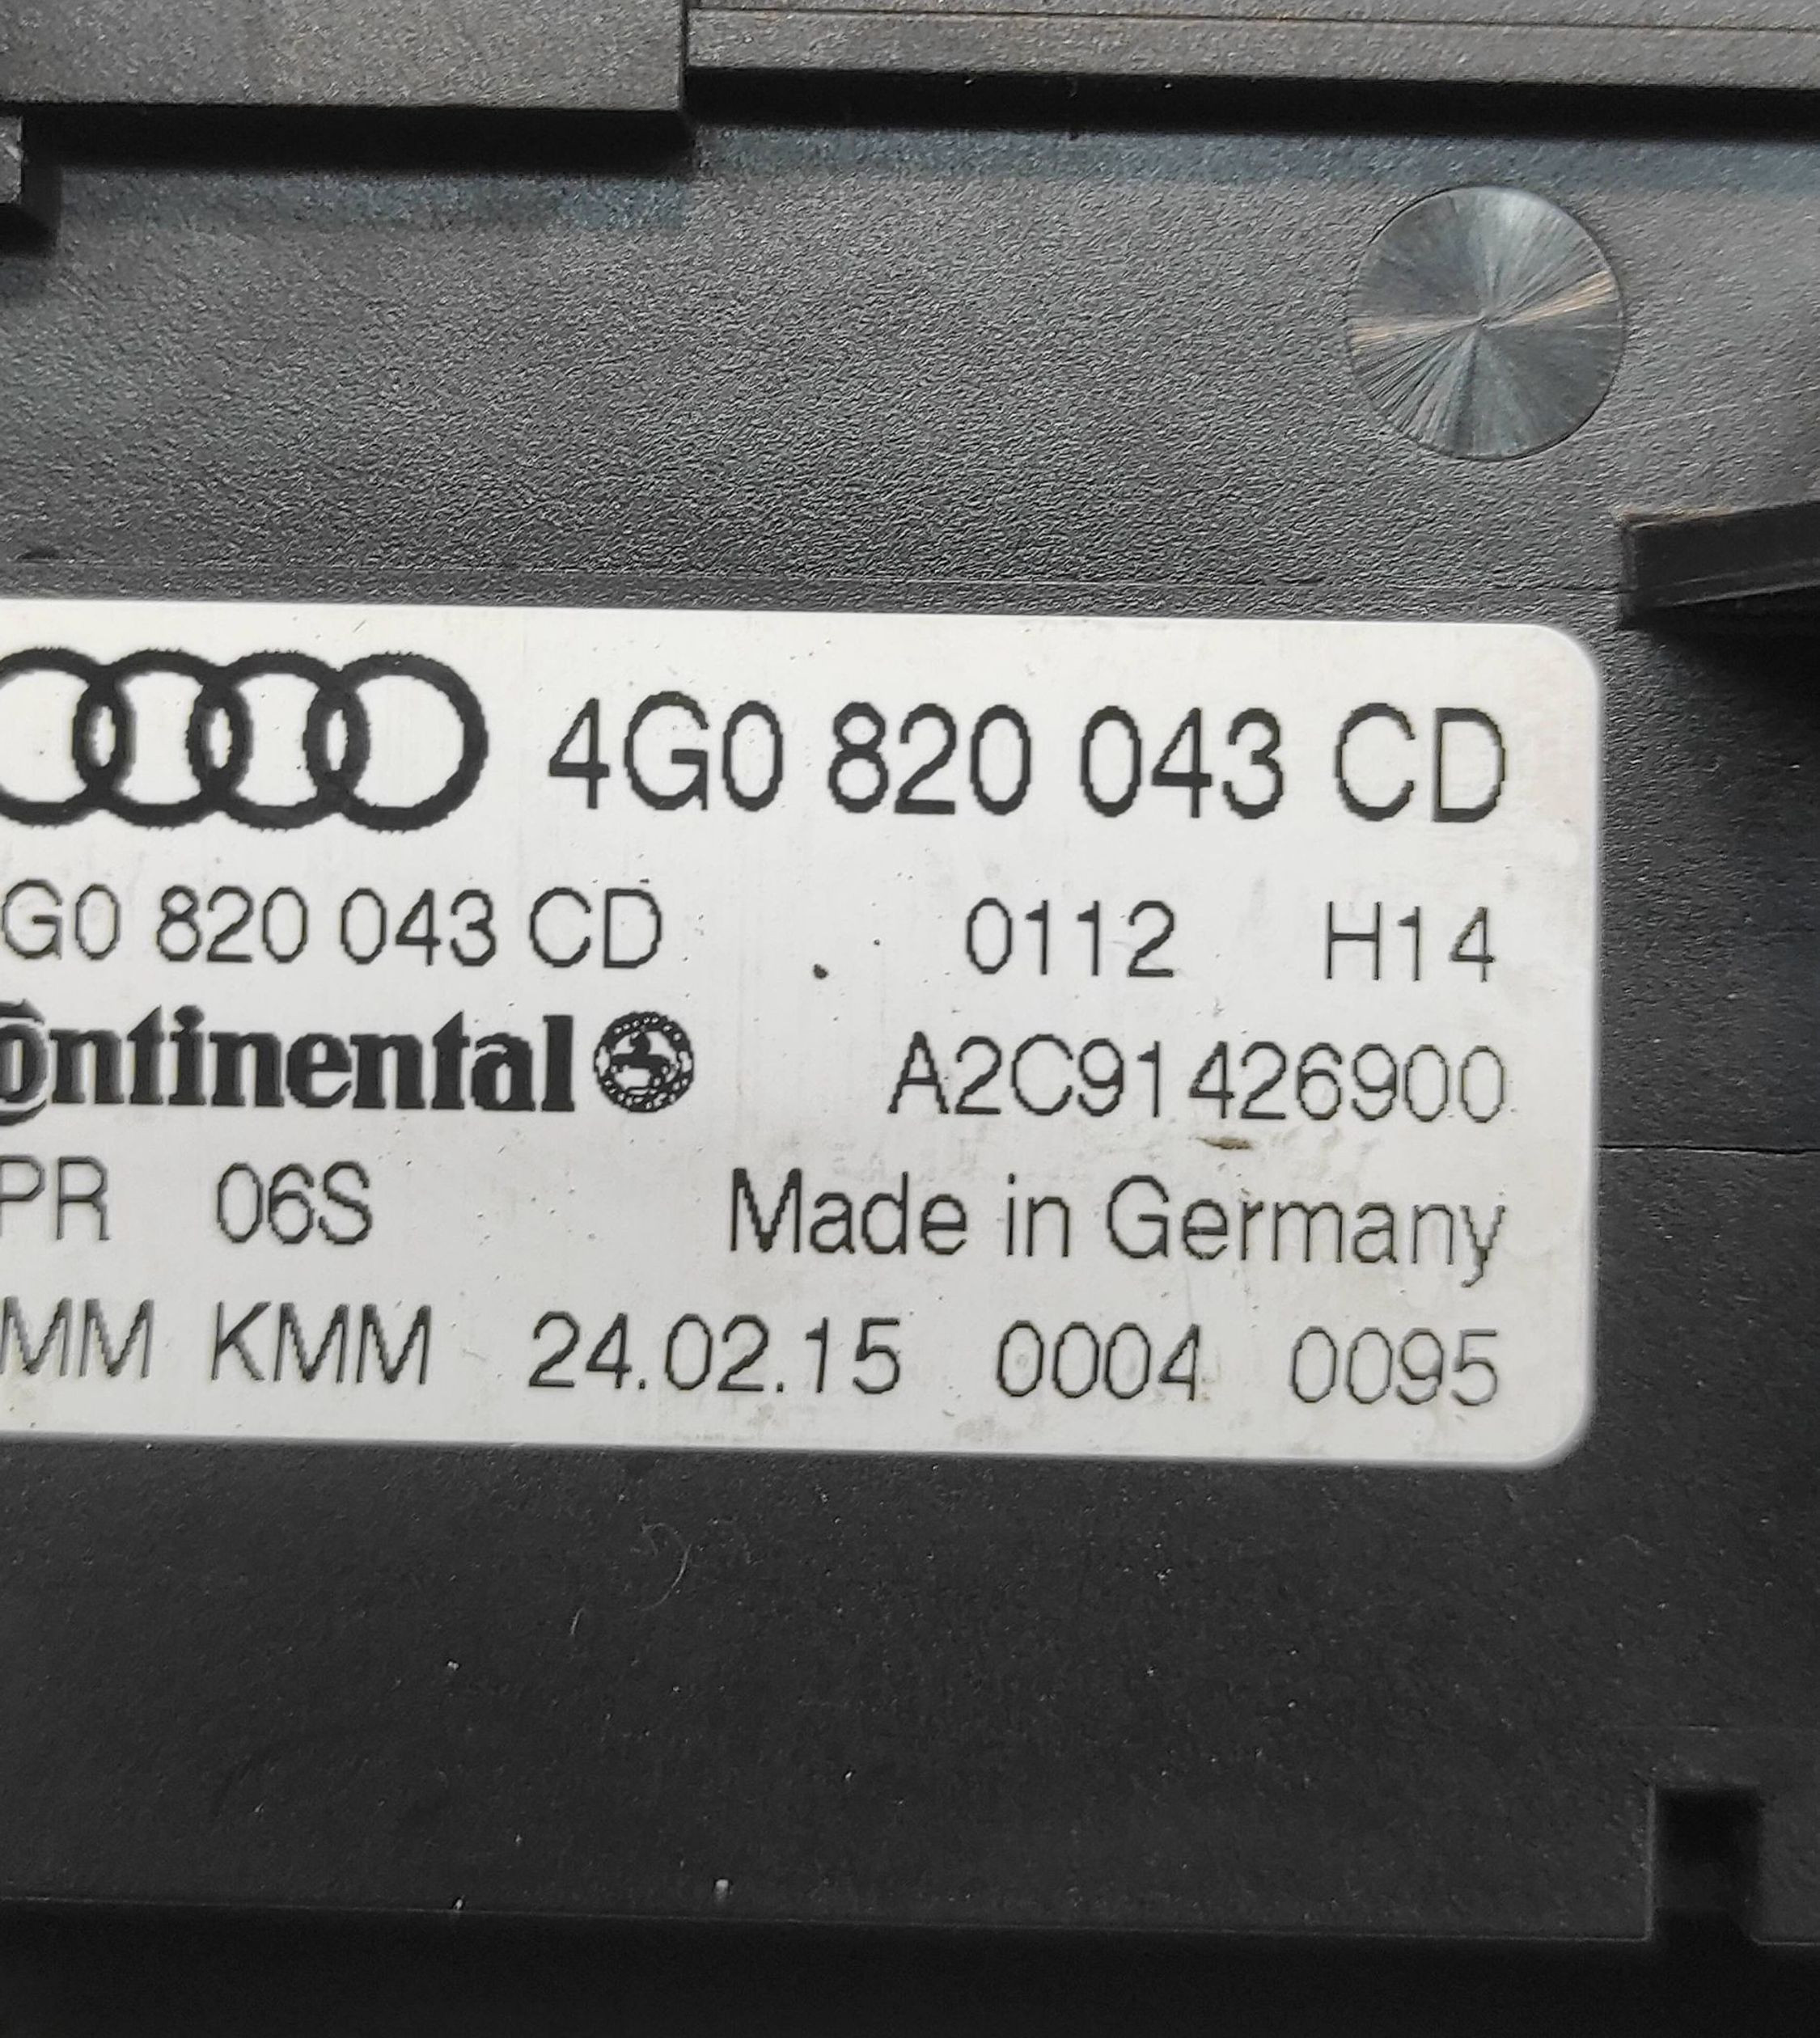 4G0 820 043 CD
G0 820 043 CD 0112 H14
Continental A2C91426900
PR 06S Made in Germany
MM KMM 24.02.15 0004 0095